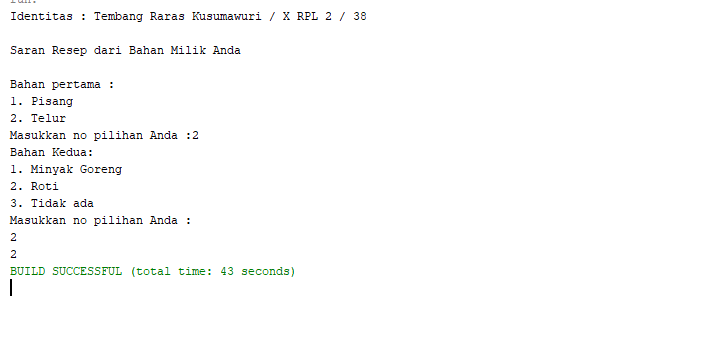 run:
Identitas : Tembang Raras Kusumawuri / X RPL 2 / 38
Saran Resep dari Bahan Milik Anda
Bahan pertama :
1. Pisang
2. Telur
Masukkan no pilihan Anda :2
Bahan Kedua:
1. Minyak Goreng
2. Roti
3. Tidak ada
Masukkan no pilihan Anda :
2
2
BUILD SUCCESSFUL (total time: 43 seconds)